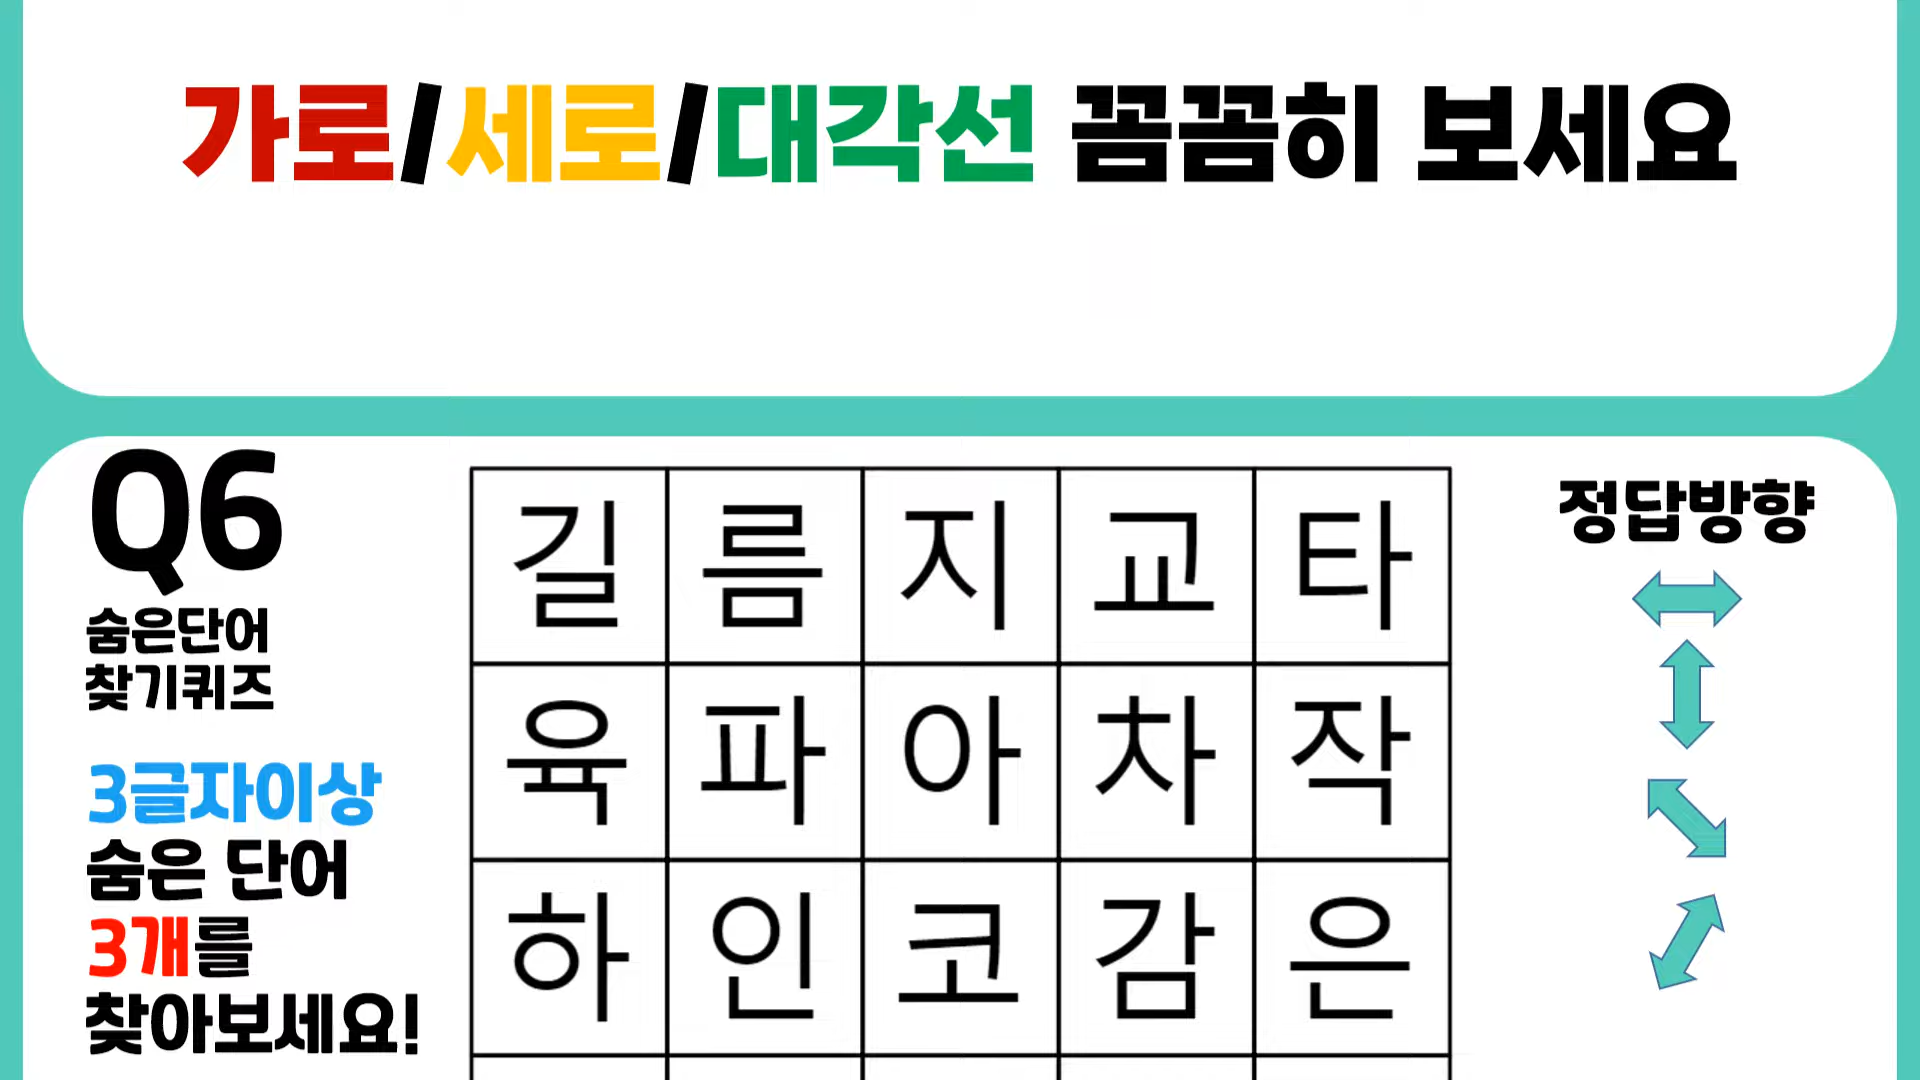 가로/세로/대각선 꼼꼼히 보세요
Q6
숨은단어
찾기퀴즈
3글자이상
숨은 단어
3개를
찾아보세요!
길 름 지 교 타
육 파 아 차 작
하 인 코 감 은
정답방향